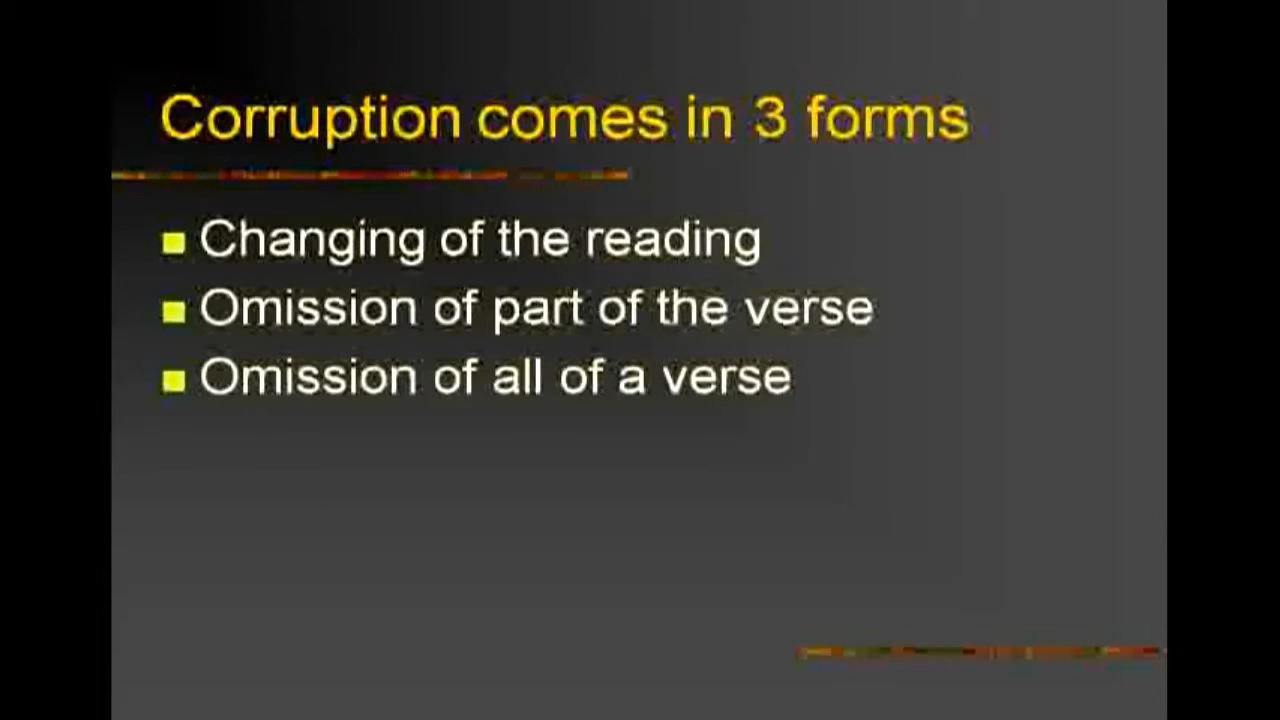 Corruption comes in 3 forms
Changing of the reading
Omission of part of the verse
Omission of all of a verse